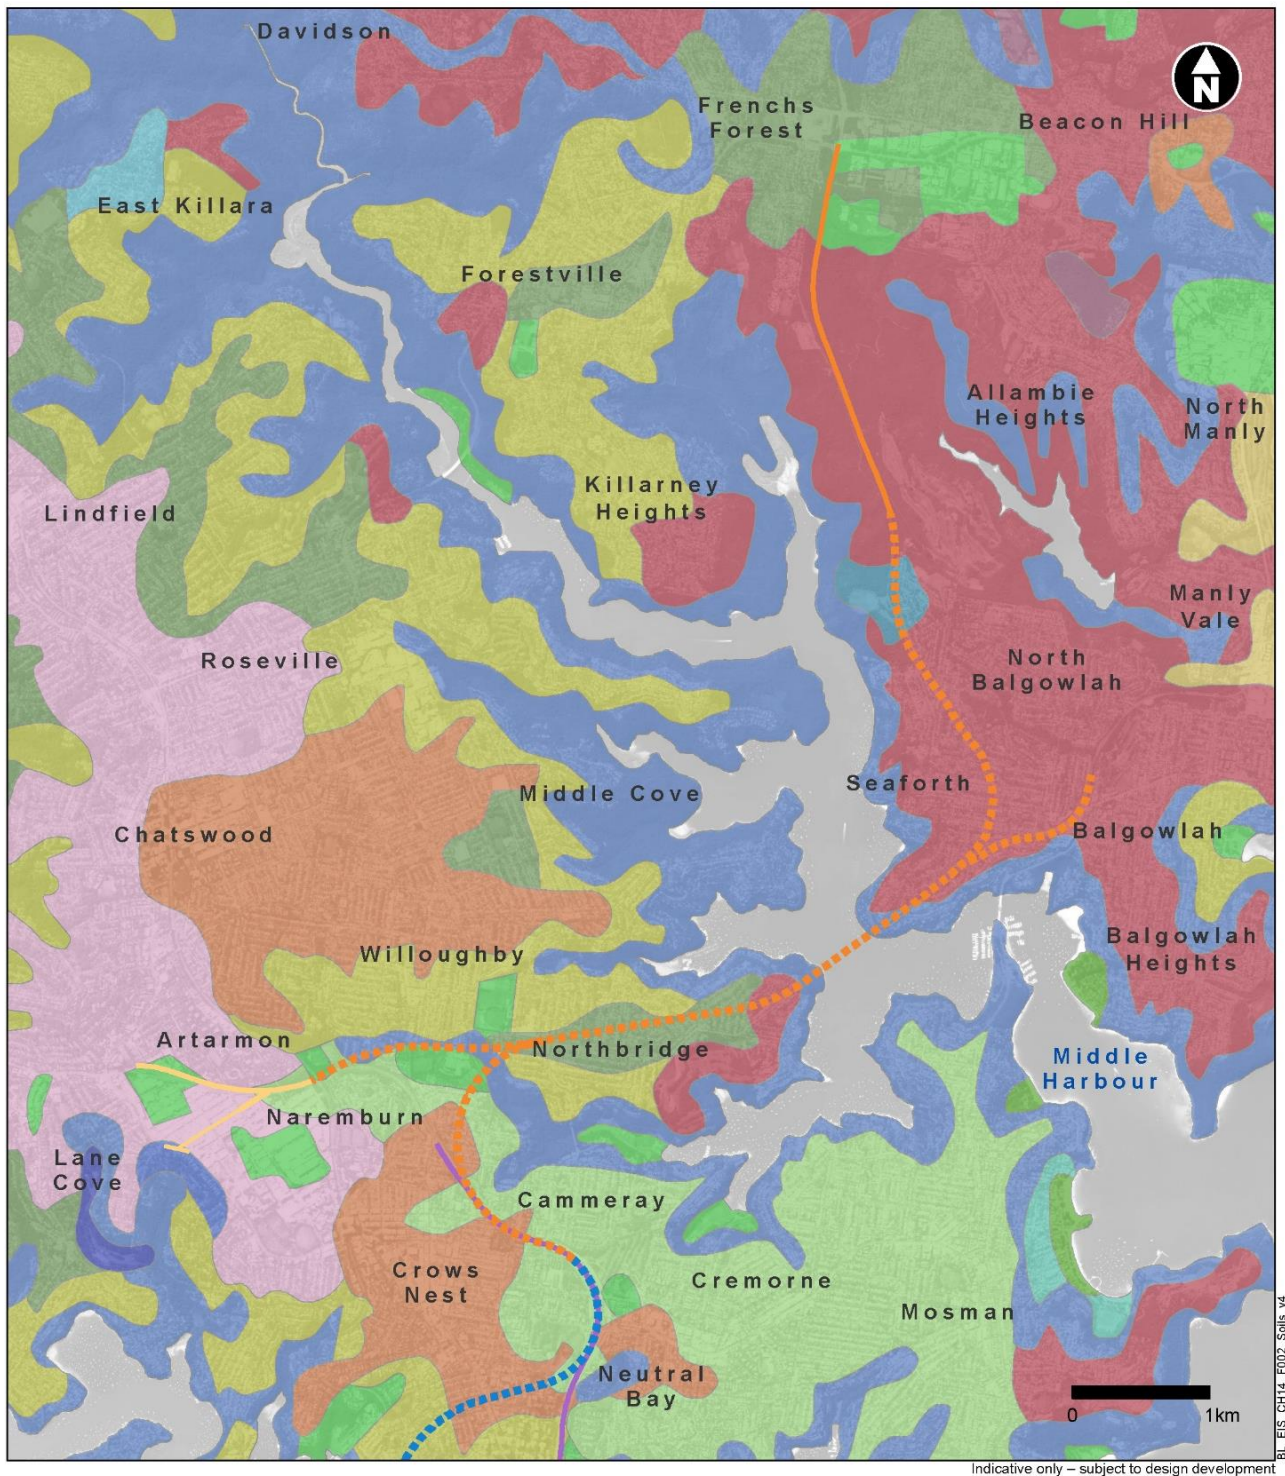 Davidson
Frenchs
Forest
Beacon Hill
N
East Killara
Forestville
Allambie
Heights
North
Manly
Killarney
Heights
Lindfield
Manly
Vale
Roseville
North
Balgowlah
Middle Cove
Seaforth
Chatswood
Balgowlah
Willoughby
Balgowlah
Heights
Artarmon
Northbridge
Middle
Harbour
Naremburn
Lane
Cove
Cammeray
Crows
Nest
Cremorne
Mosman
Neutral
Bay
0 1km
BL_EIS_CH14_F002_Soils_v4
Indicative only – subject to design development